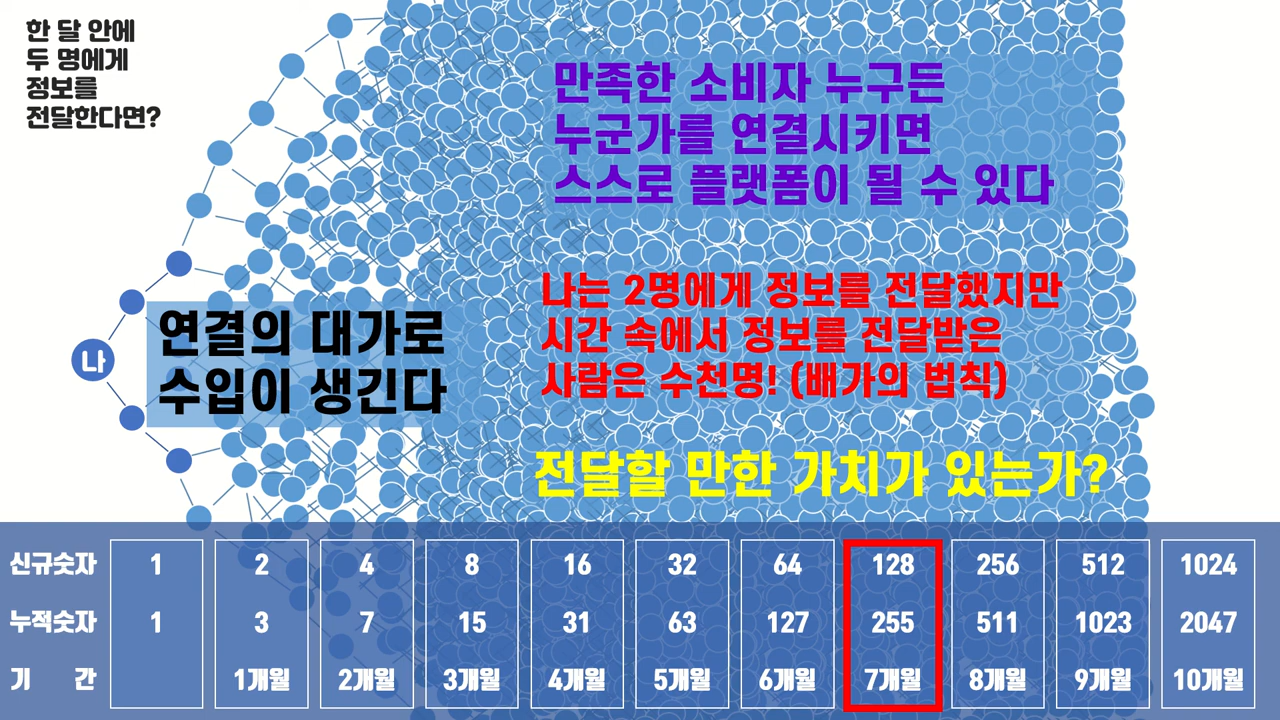 한 달 안에
두 명에게
정보를
전달한다면?
만족한 소비자 누구든
누군가를 연결시키면
스스로 플랫폼이 될 수 있다
나
연결의 대가로
수입이 생긴다
나는 2명에게 정보를 전달했지만
시간 속에서 정보를 전달받은
사람은 수천명! (배가의 법칙)
전달할 만한 가치가 있는가?
신규숫자 1 2 4 8 16 32 64 128 256 512 1024
누적숫자 1 3 7 15 31 63 127 255 511 1023 2047
기 간 1개월 2개월 3개월 4개월 5개월 6개월 7개월 8개월 9개월 10개월